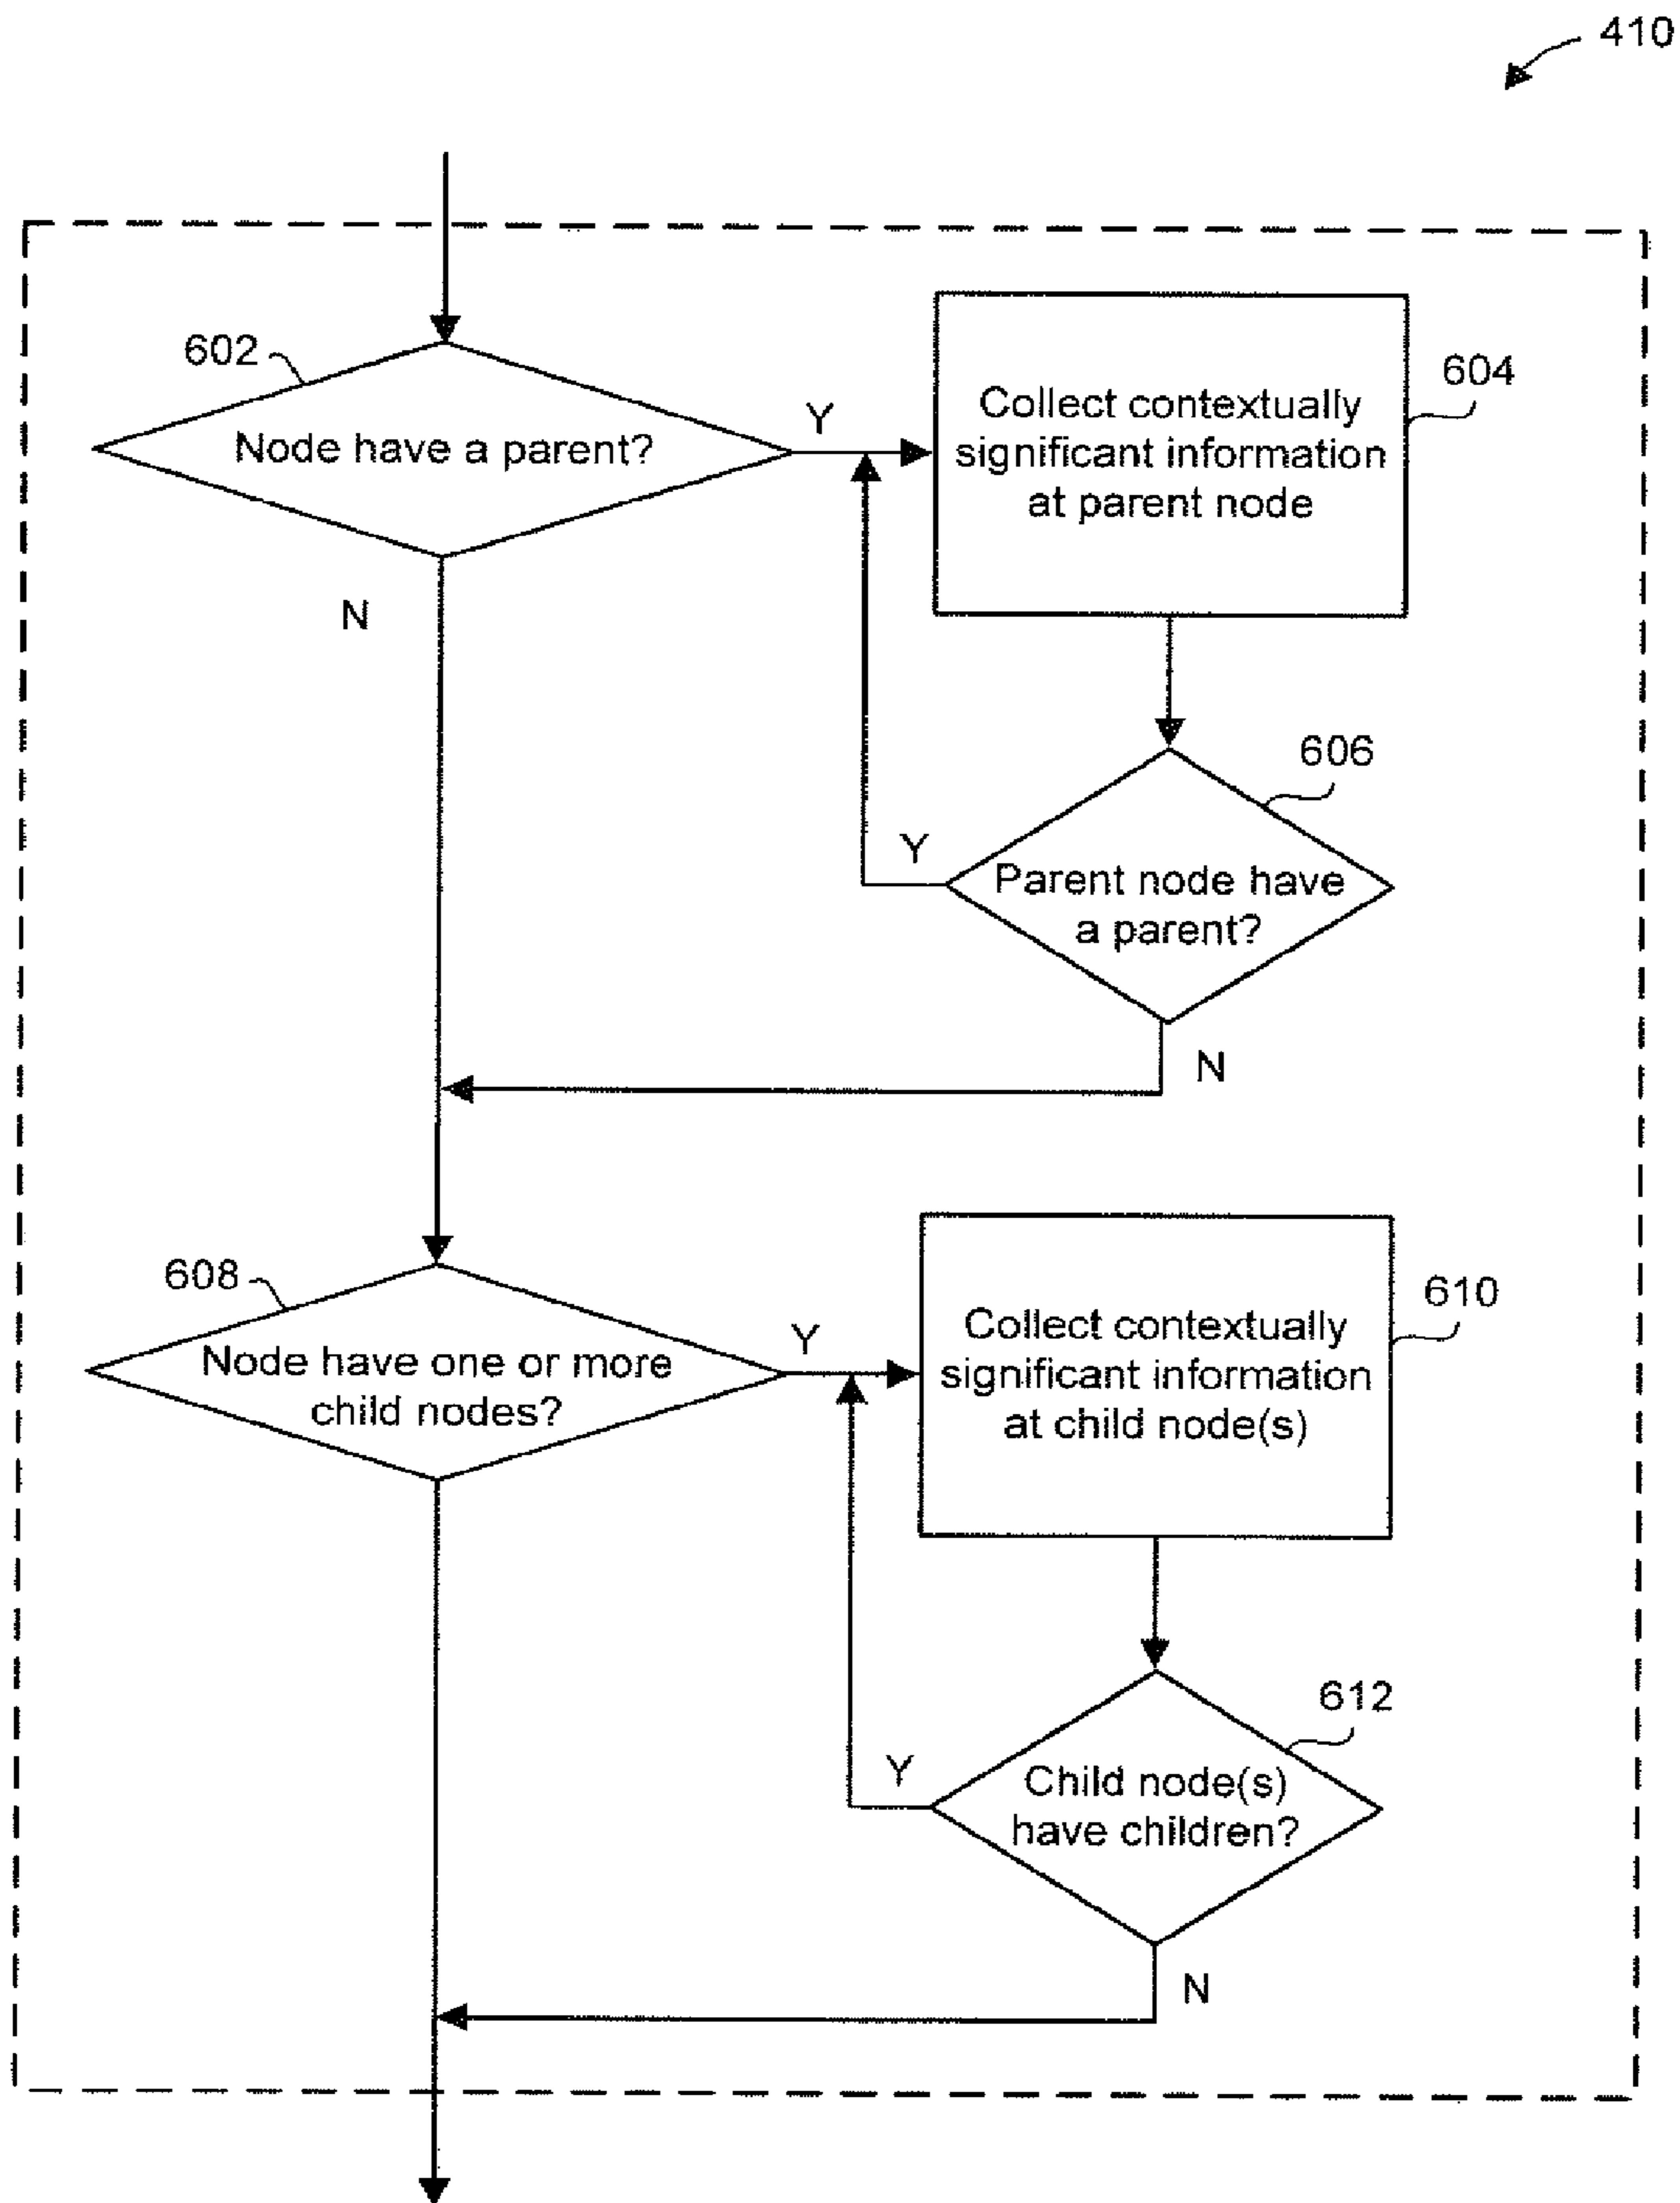 410
602
Node have a parent?
Y
N
Collect contextually
significant information
at parent node
604
606
Parent node have
a parent?
Y
N
608
Node have one or more
child nodes?
Y
Collect contextually
significant information
at child node(s)
610
612
Child node(s)
have children?
Y
N